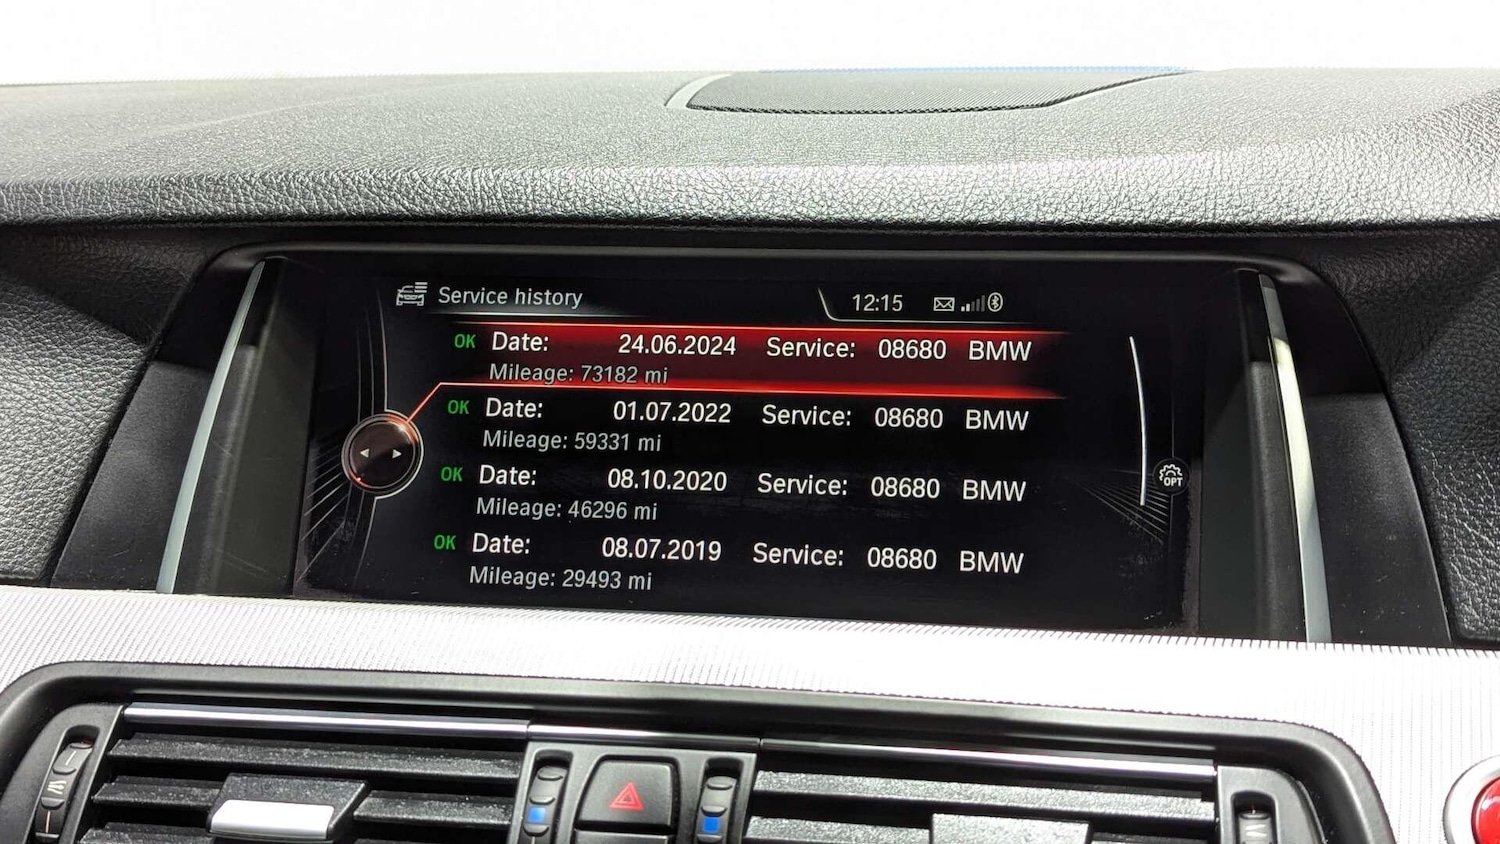 Service history 12:15
OK Date: 24.06.2024 Service: 08680 BMW
Mileage: 73182 mi
OK Date: 01.07.2022 Service: 08680 BMW
Mileage: 59331 mi
OK Date: 08.10.2020 Service: 08680 BMW
Mileage: 46296 mi
OPT
OK Date: 08.07.2019 Service: 08680 BMW
Mileage: 29493 mi